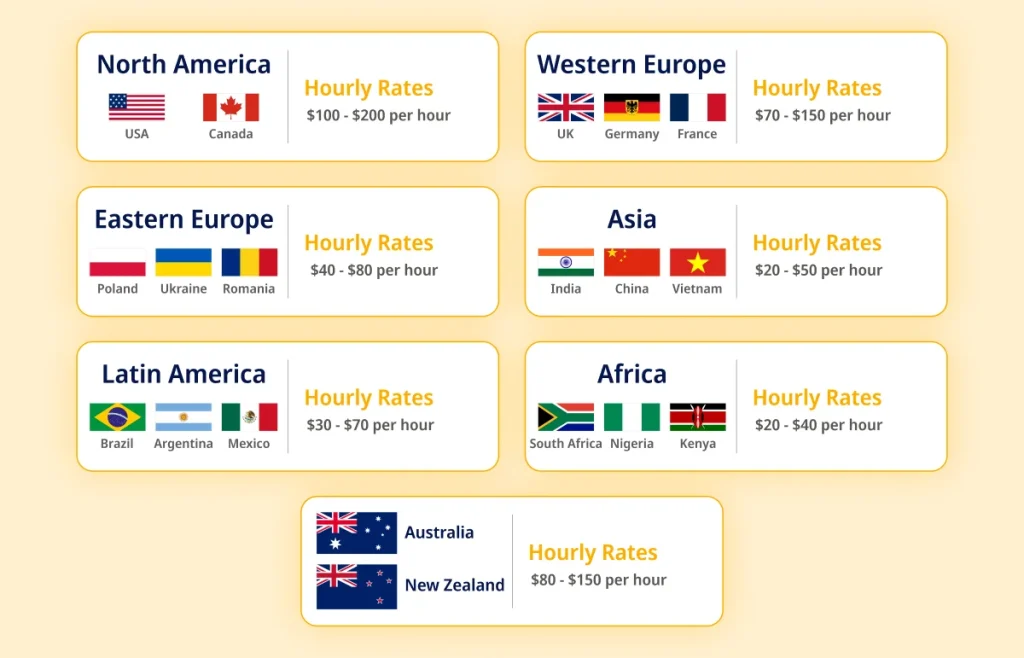 North America
USA
Canada
Hourly Rates
$100 - $200 per hour
Western Europe
UK
Germany
France
Hourly Rates
$70 - $150 per hour
Eastern Europe
Poland
Ukraine
Romania
Hourly Rates
$40 - $80 per hour
Asia
India
China
Vietnam
Hourly Rates
$20 - $50 per hour
Latin America
Brazil
Argentina
Mexico
Hourly Rates
$30 - $70 per hour
Africa
South Africa
Nigeria
Kenya
Hourly Rates
$20 - $40 per hour
Australia
New Zealand
Hourly Rates
$80 - $150 per hour